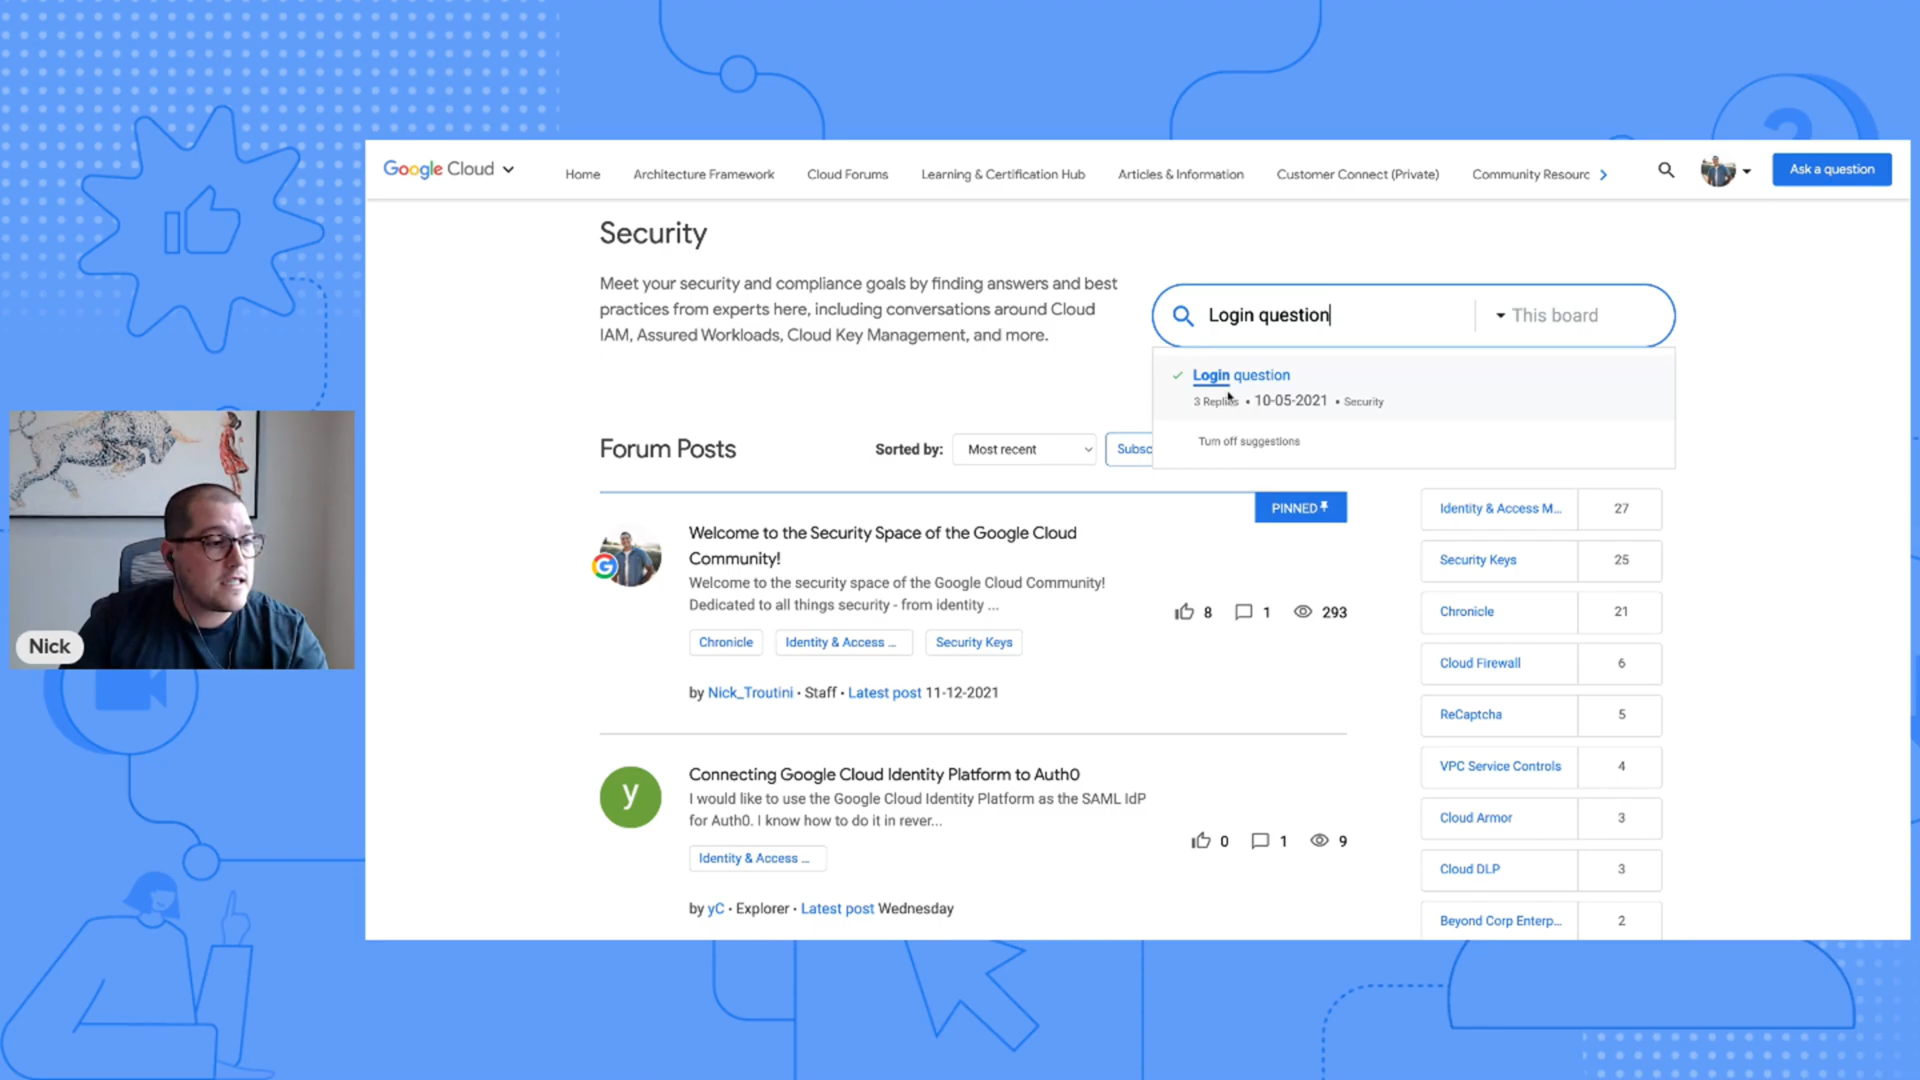 Google Cloud
Home
Architecture Framework
Cloud Forums
Learning & Certification Hub
Articles & Information
Customer Connect (Private)
Community Resourc
Ask a question
Security
Meet your security and compliance goals by finding answers and best
practices from experts here, including conversations around Cloud
IAM, Assured Workloads, Cloud Key Management, and more.
Login question
This board
Login question
3 Replies • 10-05-2021 • Security
Turn off suggestions
Forum Posts
Sorted by:
Most recent
Subsc
PINNED
Welcome to the Security Space of the Google Cloud
Community!
Welcome to the security space of the Google Cloud Community!
Dedicated to all things security - from identity ...
8
1
293
Chronicle
Identity & Access ...
Security Keys
by Nick_Troutini • Staff • Latest post 11-12-2021
y
Connecting Google Cloud Identity Platform to Auth0
I would like to use the Google Cloud Identity Platform as the SAML IdP
for Auth0. I know how to do it in rever...
0
1
9
Identity & Access ...
by yC • Explorer • Latest post Wednesday
Identity & Access M... 27
Security Keys 25
Chronicle 21
Cloud Firewall 6
ReCaptcha 5
VPC Service Controls 4
Cloud Armor 3
Cloud DLP 3
Beyond Corp Enterp... 2
Nick